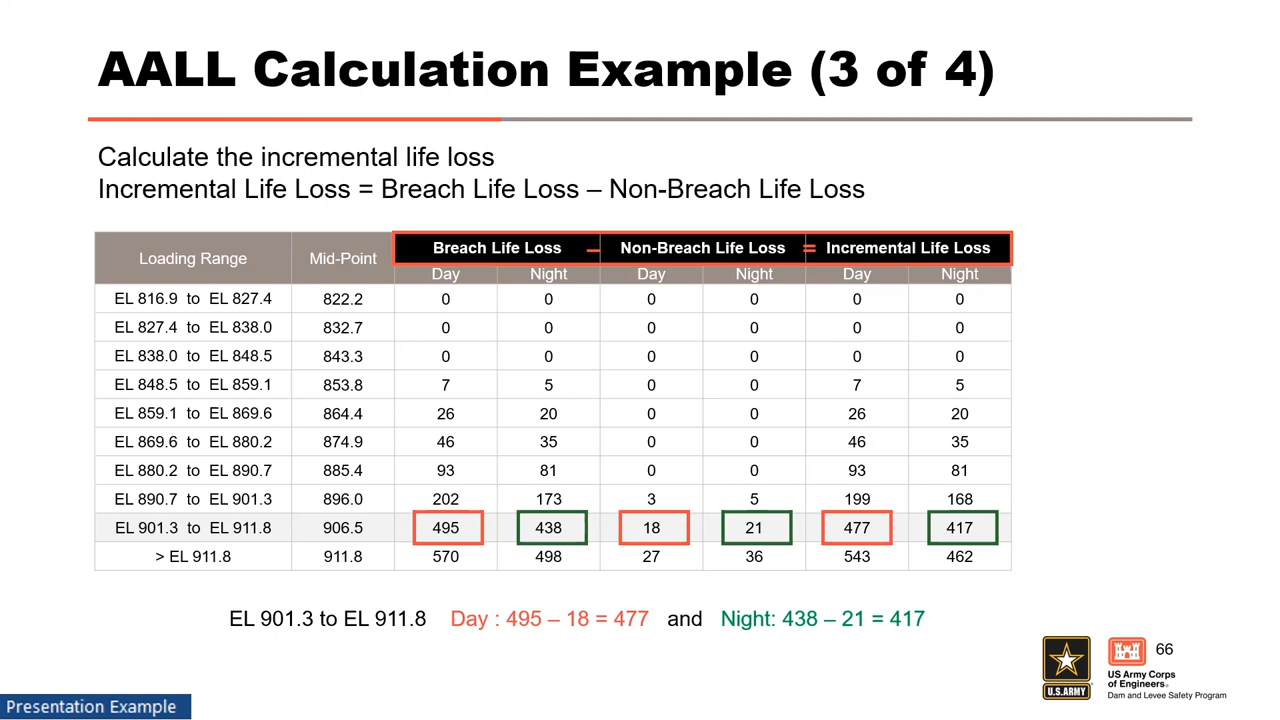 AALL Calculation Example (3 of 4)
Calculate the incremental life loss
Incremental Life Loss = Breach Life Loss – Non-Breach Life Loss
Loading Range Mid-Point Breach Life Loss – Non-Breach Life Loss = Incremental Life Loss
Day Night Day Night Day Night
EL 816.9 to EL 827.4 822.2 0 0 0 0 0 0
EL 827.4 to EL 838.0 832.7 0 0 0 0 0 0
EL 838.0 to EL 848.5 843.3 0 0 0 0 0 0
EL 848.5 to EL 859.1 853.8 7 5 0 0 7 5
EL 859.1 to EL 869.6 864.4 26 20 0 0 26 20
EL 869.6 to EL 880.2 874.9 46 35 0 0 46 35
EL 880.2 to EL 890.7 885.4 93 81 0 0 93 81
EL 890.7 to EL 901.3 896.0 202 173 3 5 199 168
EL 901.3 to EL 911.8 906.5 495 438 18 21 477 417
> EL 911.8 911.8 570 498 27 36 543 462
EL 901.3 to EL 911.8 Day : 495 – 18 = 477 and Night: 438 – 21 = 417
U.S.ARMY
66
US Army Corps
of Engineers®
Dam and Levee Safety Program
Presentation Example